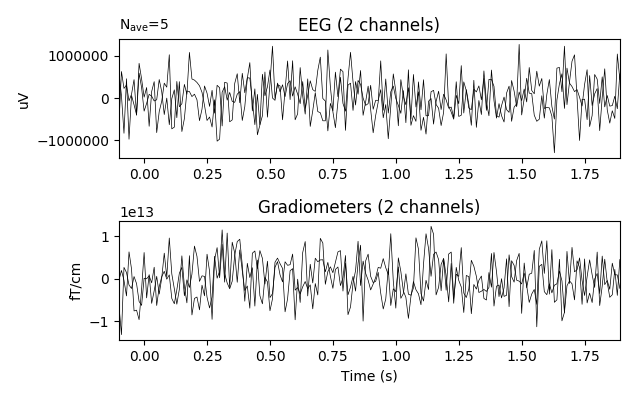 N_ave=5
EEG (2 channels)
1000000
0
−1000000
uV
0.00 0.25 0.50 0.75 1.00 1.25 1.50 1.75
1e13
Gradiometers (2 channels)
1
0
−1
fT/cm
0.00 0.25 0.50 0.75 1.00 1.25 1.50 1.75
Time (s)